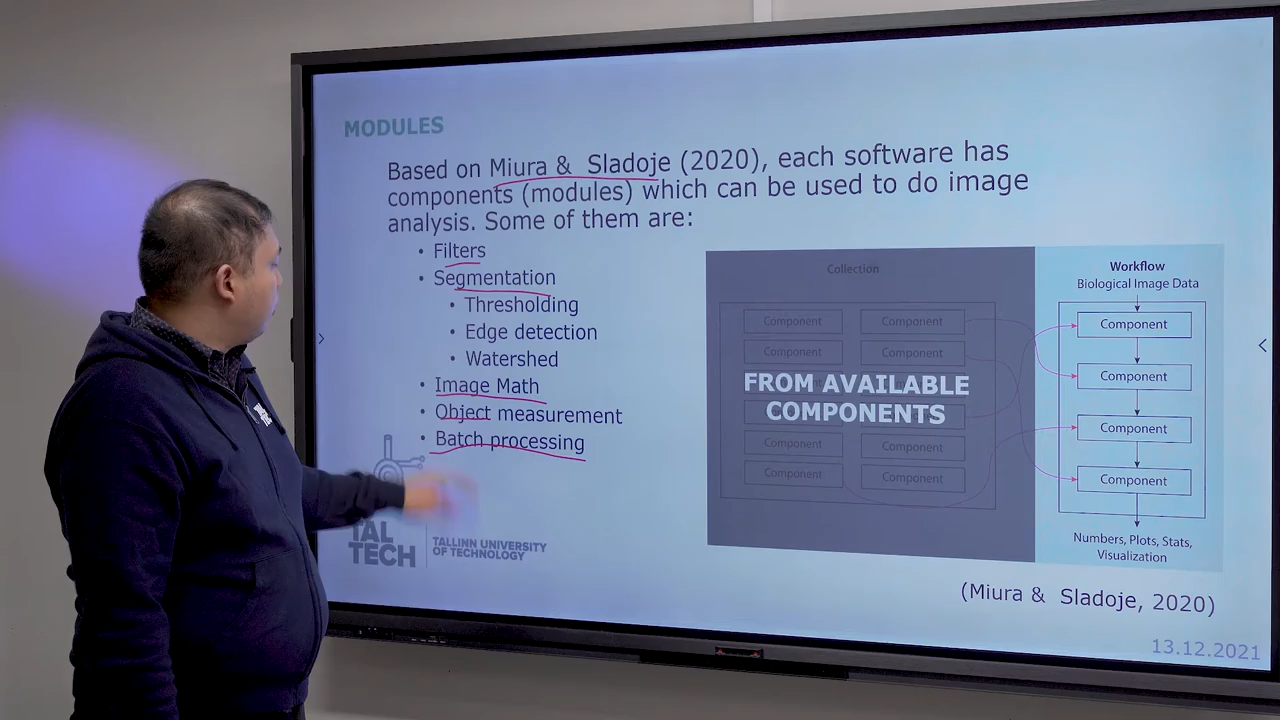 MODULES
Based on Miura & Sladoje (2020), each software has
components (modules) which can be used to do image
analysis. Some of them are:
• Filters
• Segmentation
• Thresholding
• Edge detection
• Watershed
• Image Math
• Object measurement
• Batch processing
Collection
Component Component
Component Component
FROM AVAILABLE
COMPONENTS
Component Component
Component Component
Workflow
Biological Image Data
Component
Component
Component
Component
Numbers, Plots, Stats,
Visualization
(Miura & Sladoje, 2020)
TAL
TECH
TALLINN UNIVERSITY
OF TECHNOLOGY
13.12.2021
TECH